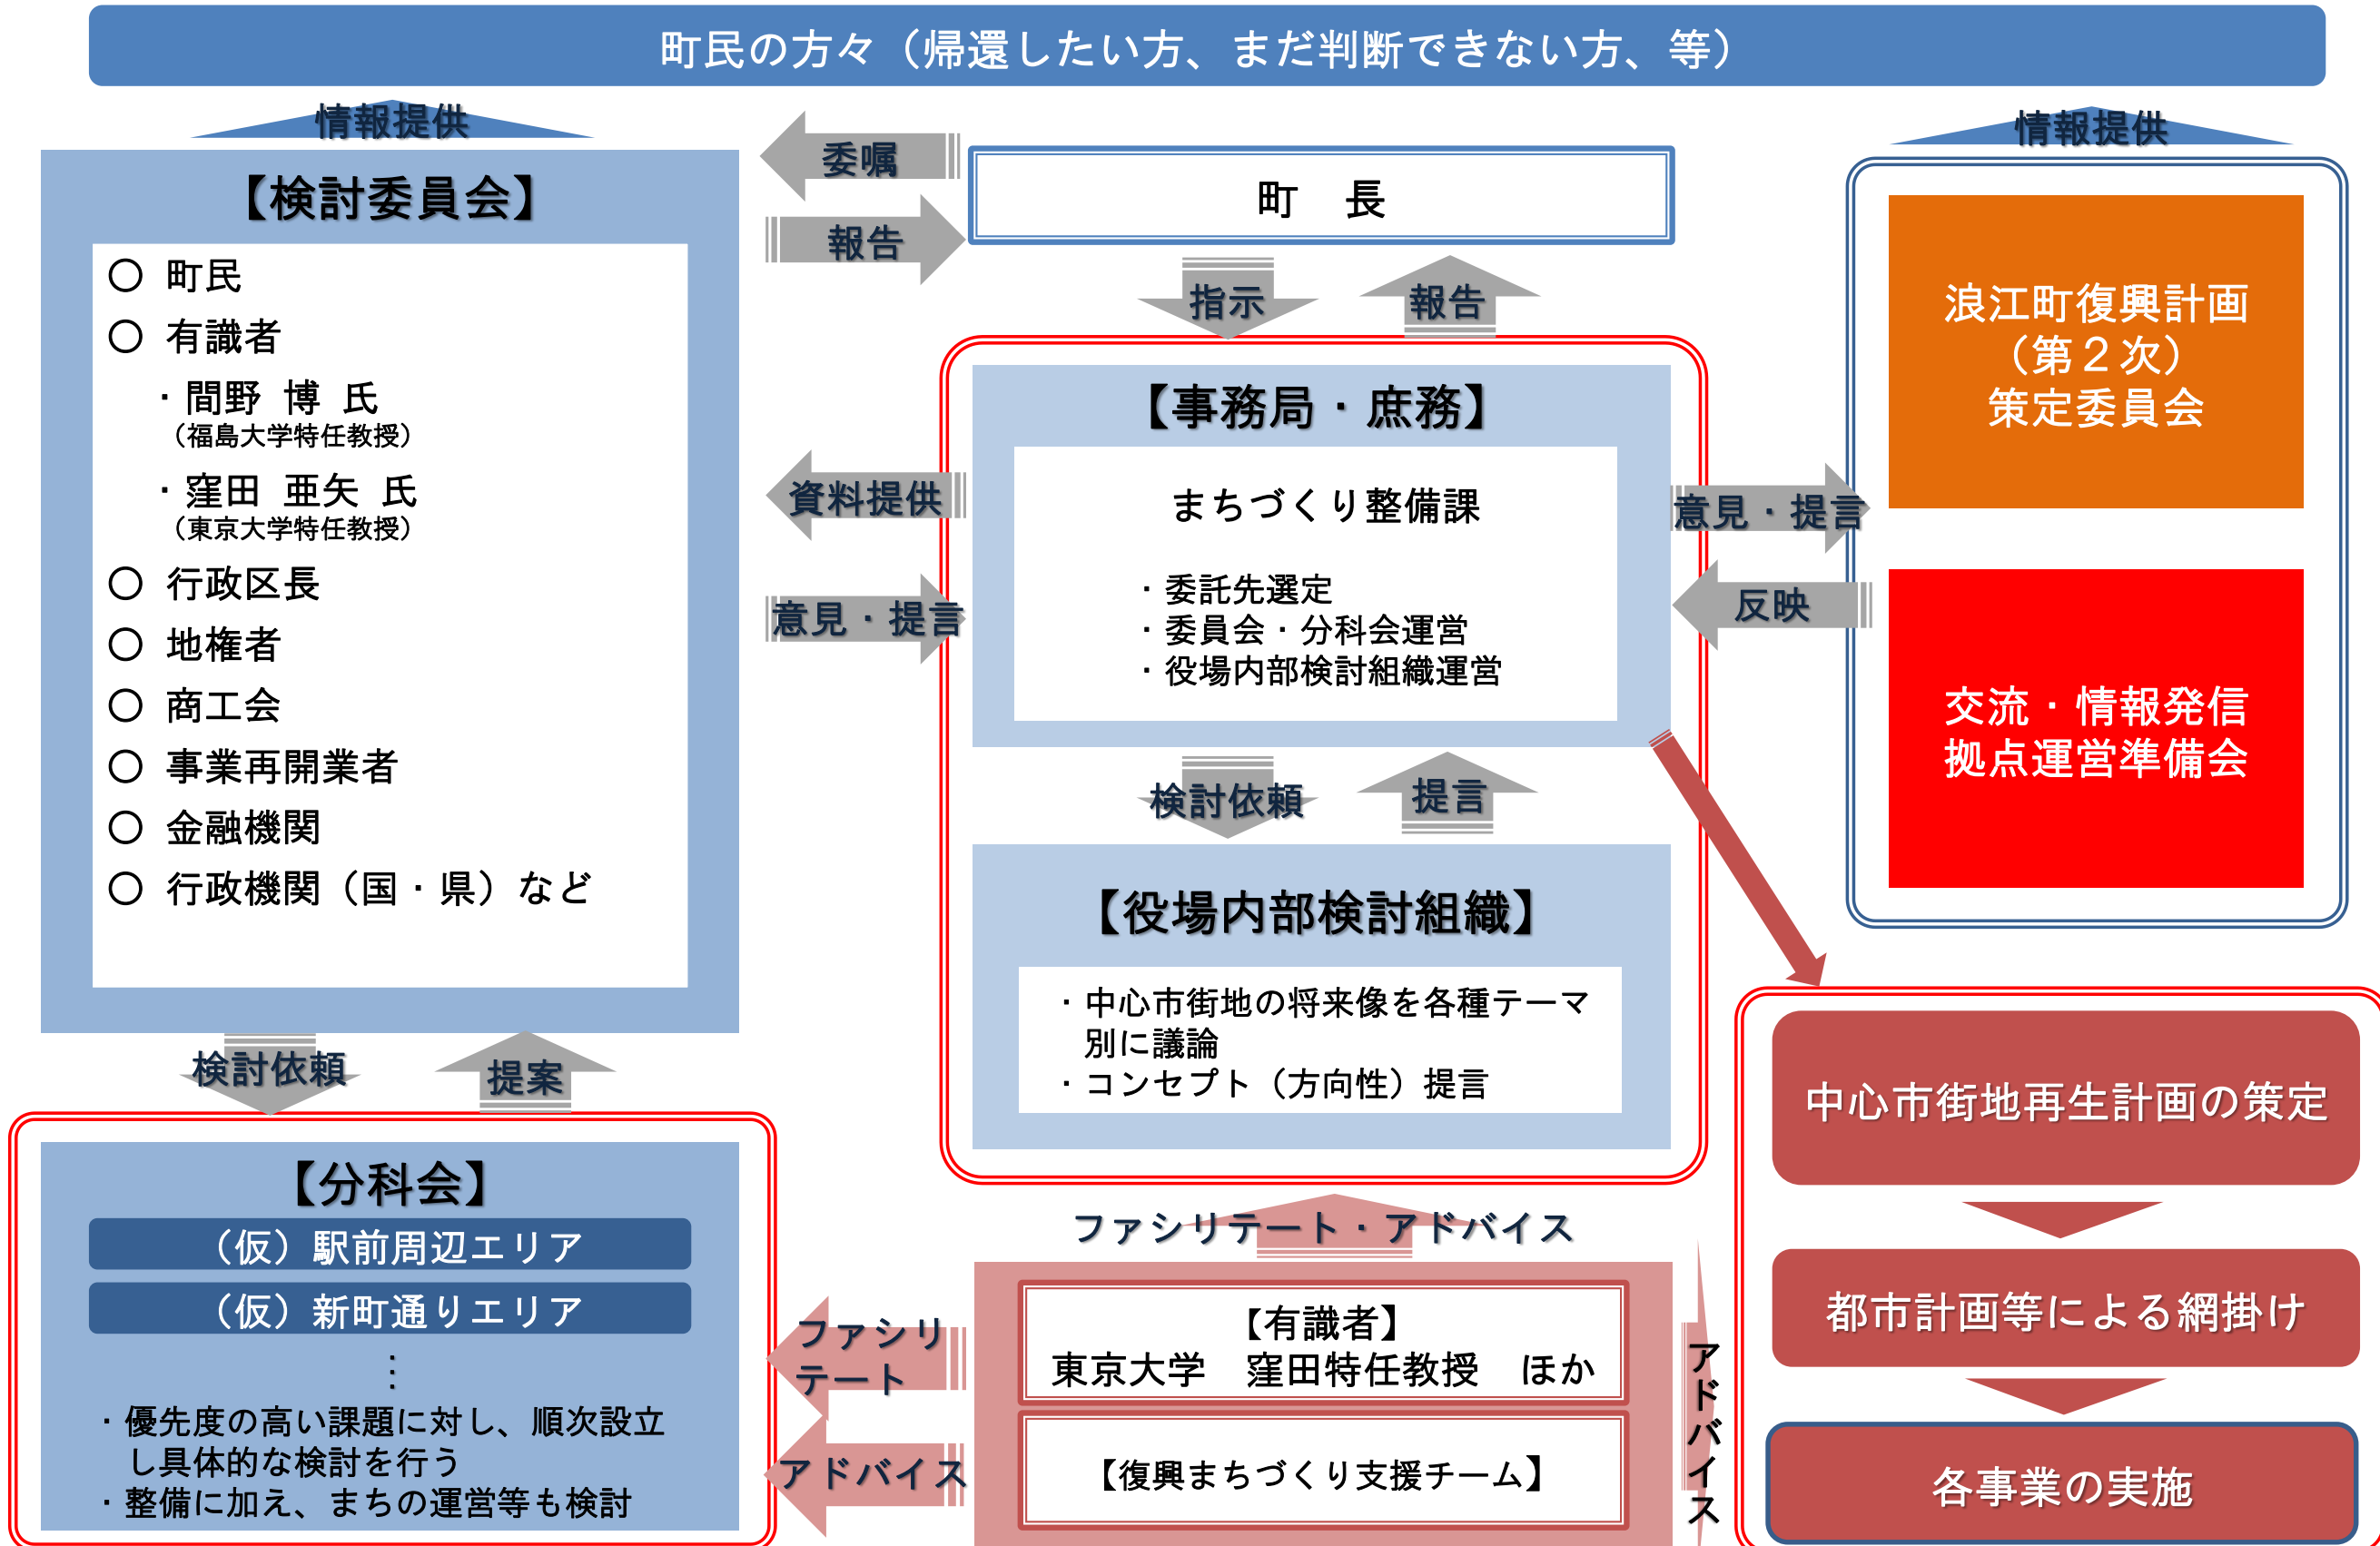 町民の方々（帰還したい方、まだ判断できない方、等）
情報提供
【検討委員会】
○ 町民
○ 有識者
・間野 博 氏
（福島大学特任教授）
・窪田 亜矢 氏
（東京大学特任教授）
○ 行政区長
○ 地権者
○ 商工会
○ 事業再開業者
○ 金融機関
○ 行政機関（国・県）など
検討依頼
提案
【分科会】
（仮）駅前周辺エリア
（仮）新町通りエリア
…
・優先度の高い課題に対し、順次設立
し具体的な検討を行う
・整備に加え、まちの運営等も検討
委嘱
報告
町　長
指示
報告
資料提供
意見・提言
【事務局・庶務】
まちづくり整備課
・委託先選定
・委員会・分科会運営
・役場内部検討組織運営
検討依頼
提言
【役場内部検討組織】
・中心市街地の将来像を各種テーマ
別に議論
・コンセプト（方向性）提言
ファシリテート・アドバイス
ファシリ
テート
アドバイス
【有識者】
東京大学　窪田特任教授　ほか
【復興まちづくり支援チーム】
アドバイス
情報提供
意見・提言
反映
浪江町復興計画
（第２次）
策定委員会
交流・情報発信
拠点運営準備会
中心市街地再生計画の策定
都市計画等による網掛け
各事業の実施